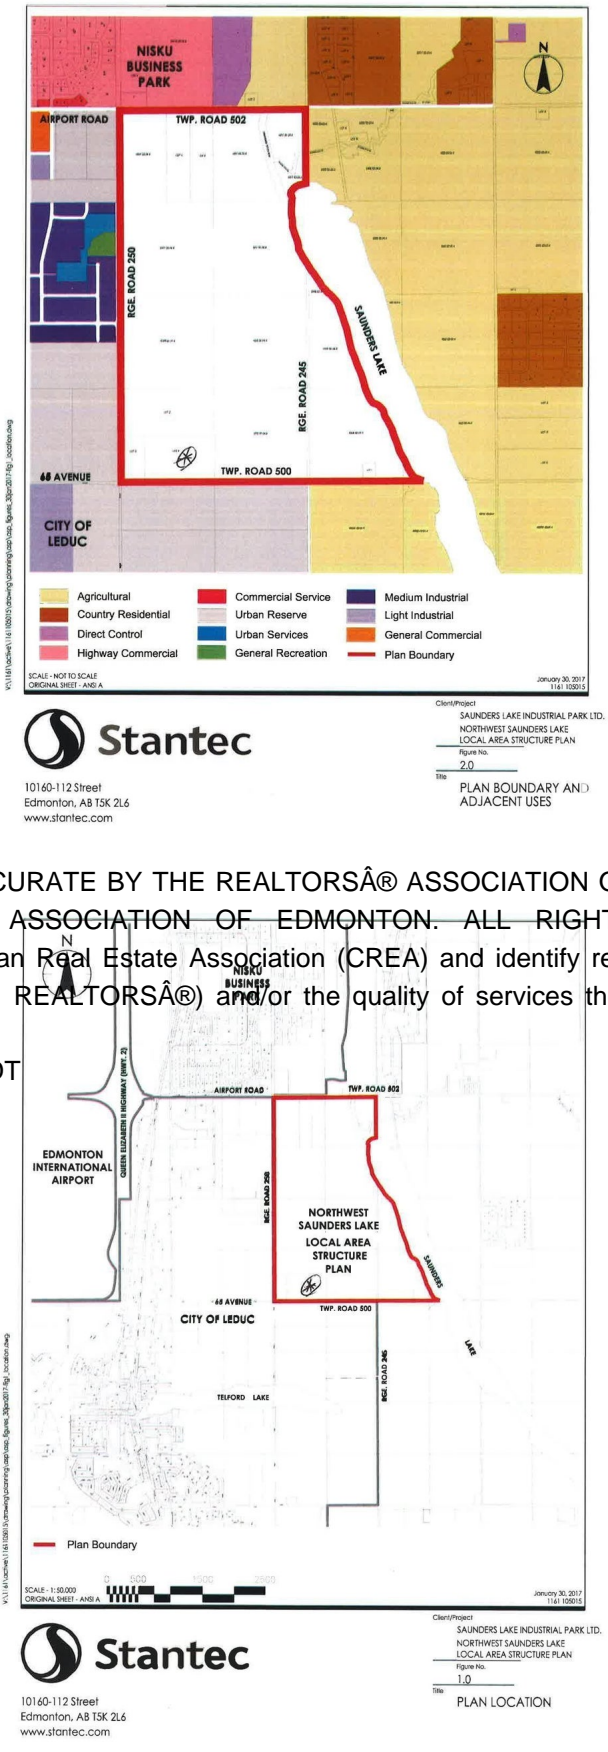 NISKU
BUSINESS
PARK
N
AIRPORT ROAD
TWP. ROAD 502
RGE. ROAD 250
SAUNDERS LAKE
RGE. ROAD 245
65 AVENUE
TWP. ROAD 500
CITY OF
LEDUC
Agricultural
Country Residential
Direct Control
Highway Commercial
Commercial Service
Urban Reserve
Urban Services
General Recreation
Medium Industrial
Light Industrial
General Commercial
Plan Boundary
SCALE - NOT TO SCALE
ORIGINAL SHEET - ANSI A
January 30, 2017
1161 105015
Stantec
10160-112 Street
Edmonton, AB T5K 2L6
www.stantec.com
Client/Project
SAUNDERS LAKE INDUSTRIAL PARK LTD.
NORTHWEST SAUNDERS LAKE
LOCAL AREA STRUCTURE PLAN
Figure No.
2.0
Title
PLAN BOUNDARY AND
ADJACENT USES
CURATE BY THE REALTORSÂ® ASSOCIATION O
ASSOCIATION OF EDMONTON. ALL RIGHT
an Real Estate Association (CREA) and identify re
REALTORSÂ®) and/or the quality of services th
OT
N
NISKU
BUSINESS
PARK
QUEEN ELIZABETH II HIGHWAY (HWY. 2)
AIRPORT ROAD
TWP. ROAD 502
EDMONTON
INTERNATIONAL
AIRPORT
RGE. ROAD 250
NORTHWEST
SAUNDERS LAKE
LOCAL AREA
STRUCTURE
PLAN
SAUNDERS
65 AVENUE
TWP. ROAD 500
CITY OF LEDUC
LAKE
RGE. ROAD 245
TELFORD LAKE
Plan Boundary
0 500 1500 2500
SCALE - 1:50,000
ORIGINAL SHEET - ANSI A
January 30, 2017
1161 105015
Stantec
10160-112 Street
Edmonton, AB T5K 2L6
www.stantec.com
Client/Project
SAUNDERS LAKE INDUSTRIAL PARK LTD.
NORTHWEST SAUNDERS LAKE
LOCAL AREA STRUCTURE PLAN
Figure No.
1.0
Title
PLAN LOCATION